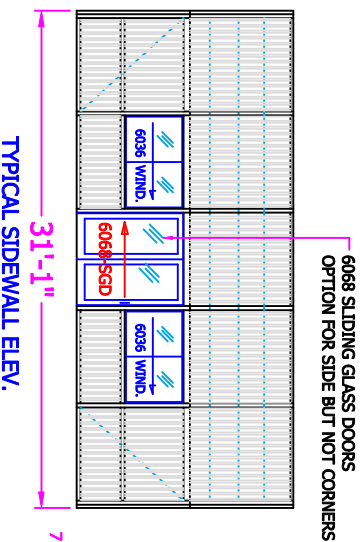 6068 SLIDING GLASS DOORS
OPTION FOR SIDE BUT NOT CORNERS
6036 WIND.
6068-SGD
6036 WIND.
31'-1"
TYPICAL SIDEWALL ELEV.
7